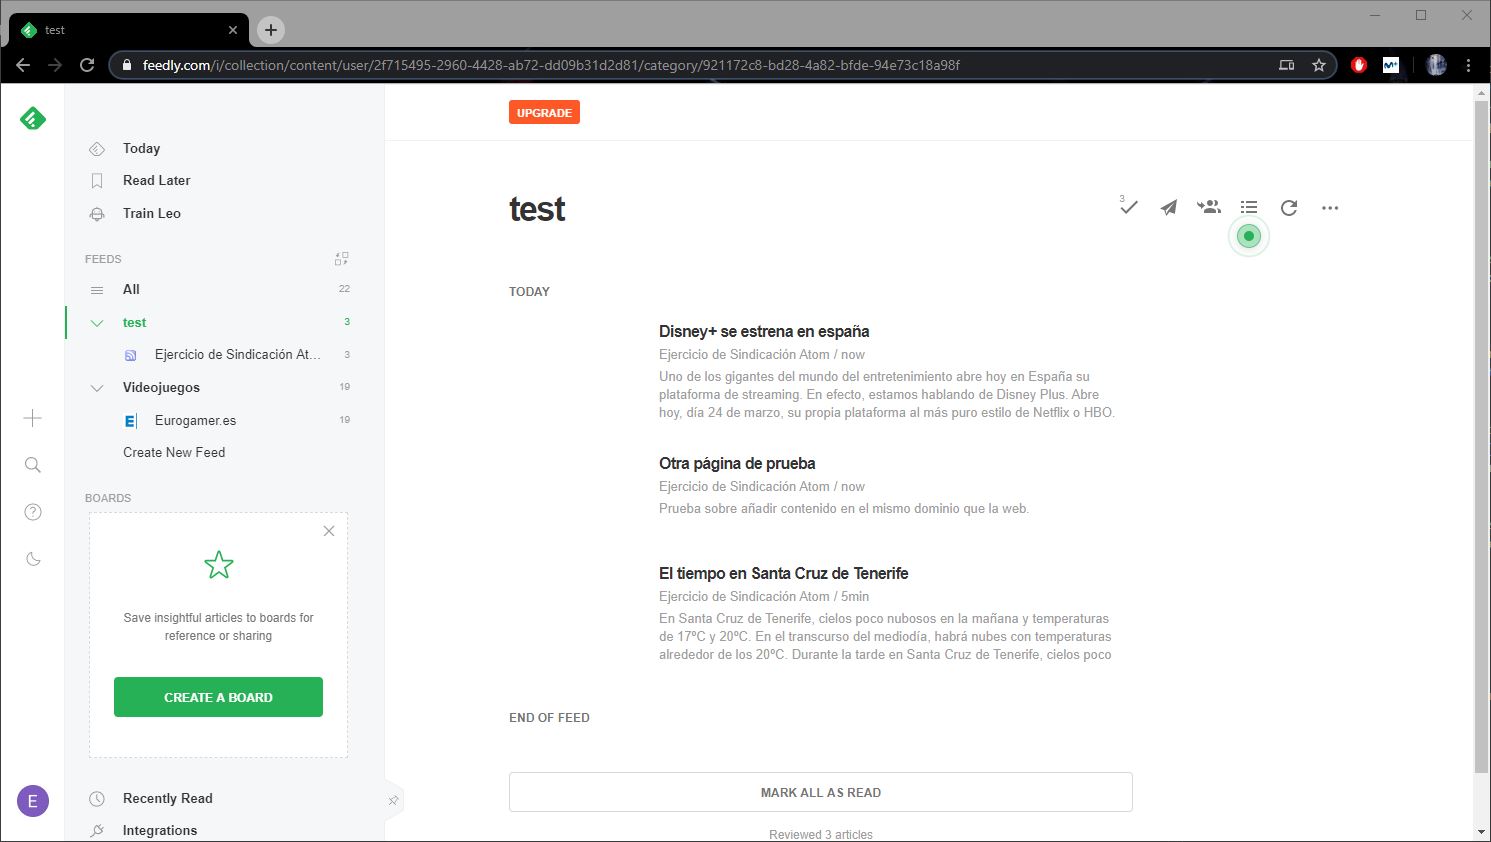 test
feedly.com/i/collection/content/user/2f715495-2960-4428-ab72-dd09b31d2d81/category/921172c8-bd28-4a82-bfde-94e73c18a98f
UPGRADE
Today
Read Later
Train Leo
FEEDS
All 22
test 3
Ejercicio de Sindicación At... 3
Videojuegos 19
E Eurogamer.es 19
Create New Feed
BOARDS
Save insightful articles to boards for
reference or sharing
CREATE A BOARD
E
Recently Read
Integrations
test
3
TODAY
Disney+ se estrena en españa
Ejercicio de Sindicación Atom / now
Uno de los gigantes del mundo del entretenimiento abre hoy en España su
plataforma de streaming. En efecto, estamos hablando de Disney Plus. Abre
hoy, día 24 de marzo, su propia plataforma al más puro estilo de Netflix o HBO.
Otra página de prueba
Ejercicio de Sindicación Atom / now
Prueba sobre añadir contenido en el mismo dominio que la web.
El tiempo en Santa Cruz de Tenerife
Ejercicio de Sindicación Atom / 5min
En Santa Cruz de Tenerife, cielos poco nubosos en la mañana y temperaturas
de 17ºC y 20ºC. En el transcurso del mediodía, habrá nubes con temperaturas
alrededor de los 20ºC. Durante la tarde en Santa Cruz de Tenerife, cielos poco
END OF FEED
MARK ALL AS READ
Reviewed 3 articles